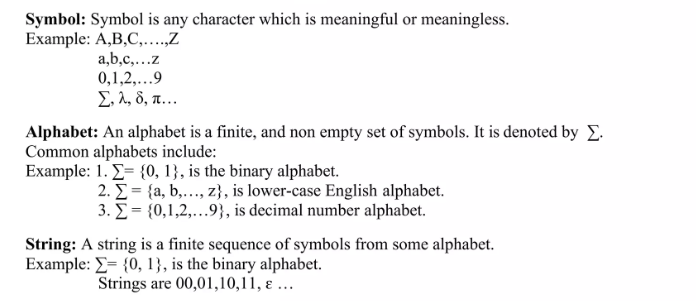 Symbol: Symbol is any character which is meaningful or meaningless.
Example: A,B,C,….,Z
a,b,c,…z
0,1,2,…9
∑, λ, δ, π…
Alphabet: An alphabet is a finite, and non empty set of symbols. It is denoted by ∑.
Common alphabets include:
Example: 1. ∑= {0, 1}, is the binary alphabet.
2. ∑ = {a, b,…, z}, is lower-case English alphabet.
3. ∑ = {0,1,2,…9}, is decimal number alphabet.
String: A string is a finite sequence of symbols from some alphabet.
Example: ∑= {0, 1}, is the binary alphabet.
Strings are 00,01,10,11, ε …